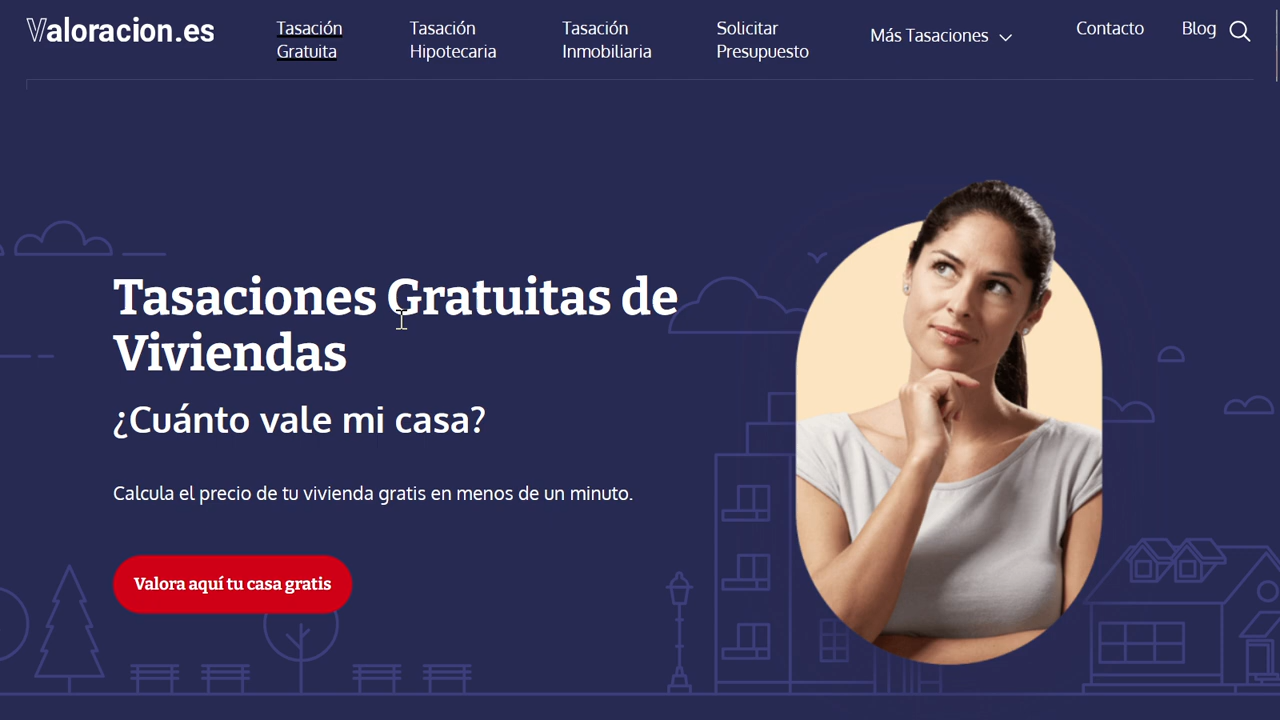 Valoracion.es
Tasación
Gratuita
Tasación
Hipotecaria
Tasación
Inmobiliaria
Solicitar
Presupuesto
Más Tasaciones
Contacto
Blog
Tasaciones Gratuitas de
Viviendas
¿Cuánto vale mi casa?
Calcula el precio de tu vivienda gratis en menos de un minuto.
Valora aquí tu casa gratis